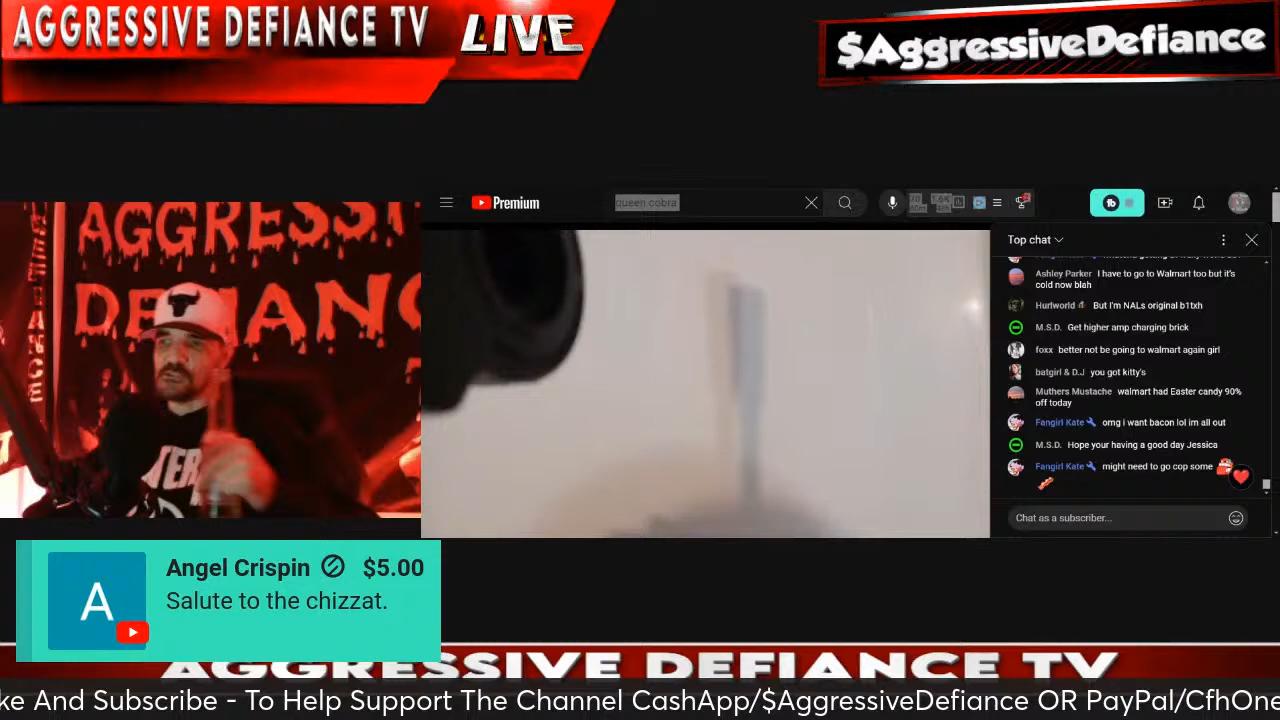 AGGRESSIVE DEFIANCE TV LIVE
$AggressiveDefiance
Premium
queen cobra
Top chat
Ashley Parker I have to go to Walmart too but it's
cold now blah
Hurlworld But I'm NALs original b1txh
M.S.D. Get higher amp charging brick
foxx better not be going to walmart again girl
batgirl & D.J you got kitty's
Muthers Mustache walmart had Easter candy 90%
off today
Fangirl Kate omg i want bacon lol im all out
M.S.D. Hope your having a good day Jessica
Fangirl Kate might need to go cop some
Chat as a subscriber...
AGGRESSI
DEFIANC
Angel Crispin $5.00
A
Salute to the chizzat.
AGGRESSIVE DEFIANCE TV
ke And Subscribe - To Help Support The Channel CashApp/$AggressiveDefiance OR PayPal/CfhOne